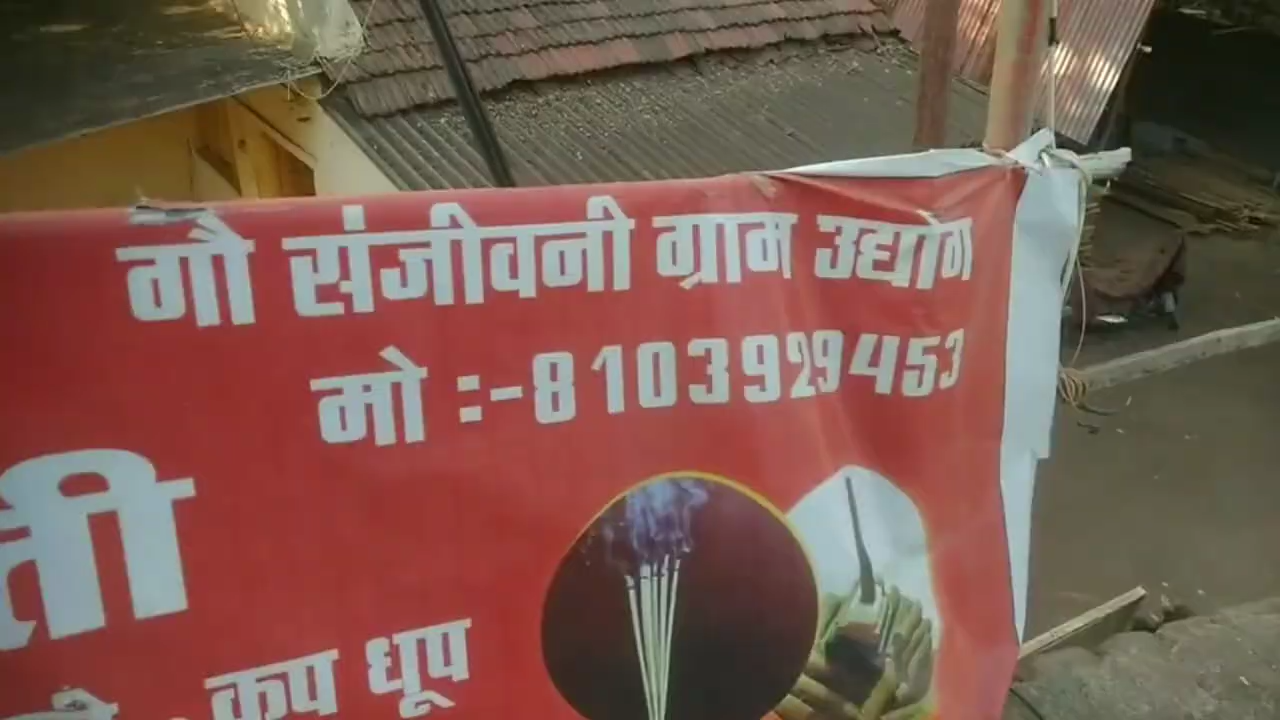 गौ संजीवनी ग्राम उद्योग
मो :-8103929453
कप धूप